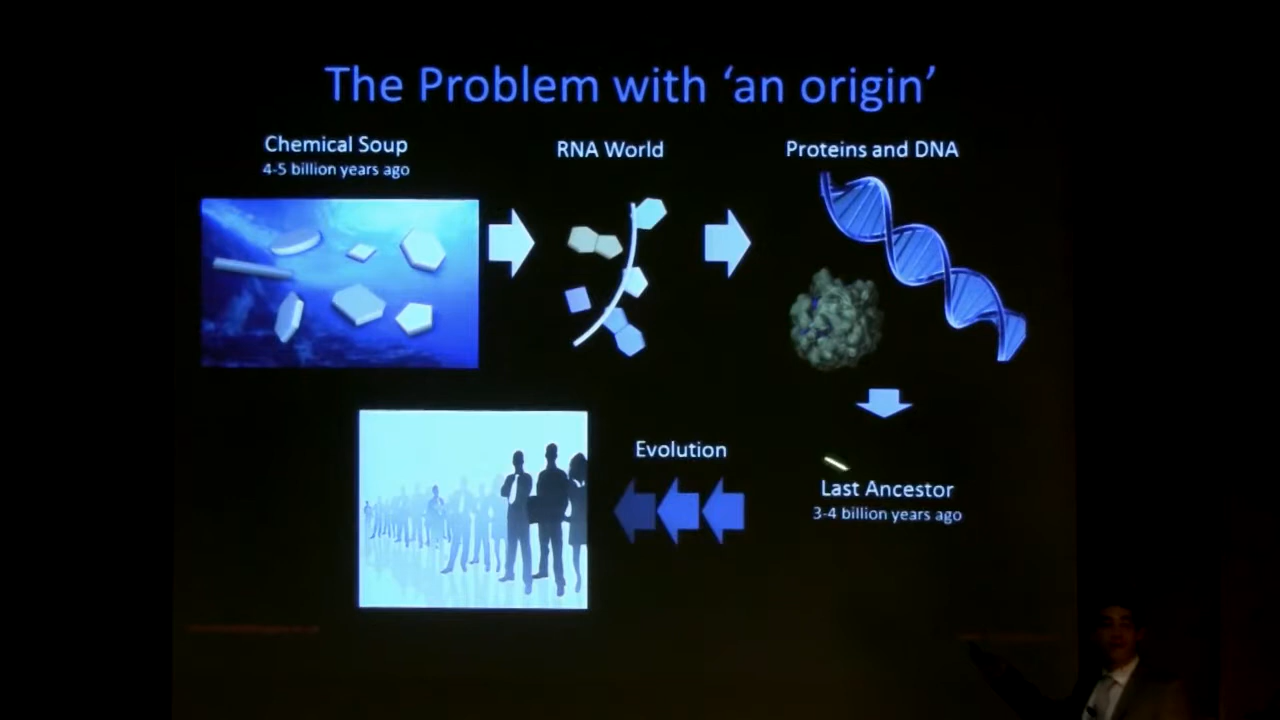 The Problem with ‘an origin’
Chemical Soup
4-5 billion years ago
RNA World
Proteins and DNA
Evolution
Last Ancestor
3-4 billion years ago